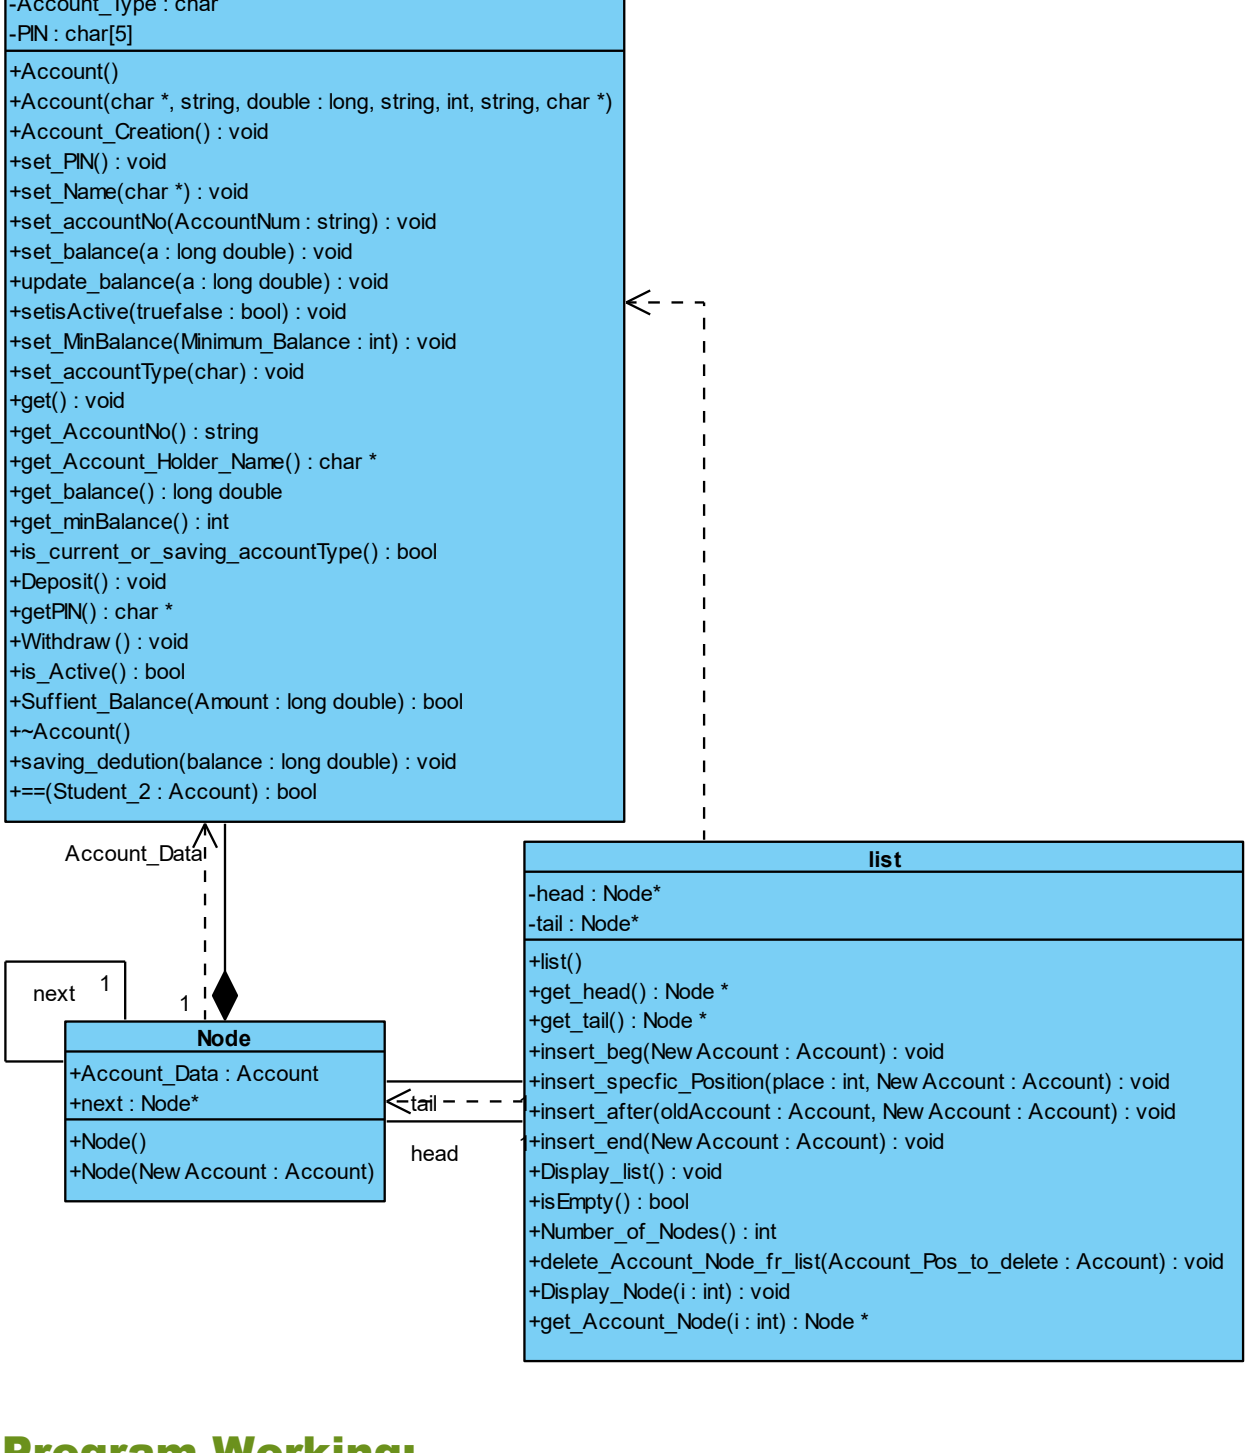 -Account_Type : char
-PIN : char[5]
+Account()
+Account(char *, string, double : long, string, int, string, char *)
+Account_Creation() : void
+set_PIN() : void
+set_Name(char *) : void
+set_accountNo(AccountNum : string) : void
+set_balance(a : long double) : void
+update_balance(a : long double) : void
+setisActive(truefalse : bool) : void
+set_MinBalance(Minimum_Balance : int) : void
+set_accountType(char) : void
+get() : void
+get_AccountNo() : string
+get_Account_Holder_Name() : char *
+get_balance() : long double
+get_minBalance() : int
+is_current_or_saving_accountType() : bool
+Deposit() : void
+getPIN() : char *
+Withdraw() : void
+is_Active() : bool
+Suffient_Balance(Amount : long double) : bool
+~Account()
+saving_dedution(balance : long double) : void
+==(Student_2 : Account) : bool
Account_Data
1
next 1
Node
+Account_Data : Account
+next : Node*
+Node()
+Node(New Account : Account)
tail 1
head 1
list
-head : Node*
-tail : Node*
+list()
+get_head() : Node *
+get_tail() : Node *
+insert_beg(New Account : Account) : void
+insert_specfic_Position(place : int, New Account : Account) : void
+insert_after(oldAccount : Account, New Account : Account) : void
+insert_end(New Account : Account) : void
+Display_list() : void
+isEmpty() : bool
+Number_of_Nodes() : int
+delete_Account_Node_fr_list(Account_Pos_to_delete : Account) : void
+Display_Node(i : int) : void
+get_Account_Node(i : int) : Node *
Program Working: